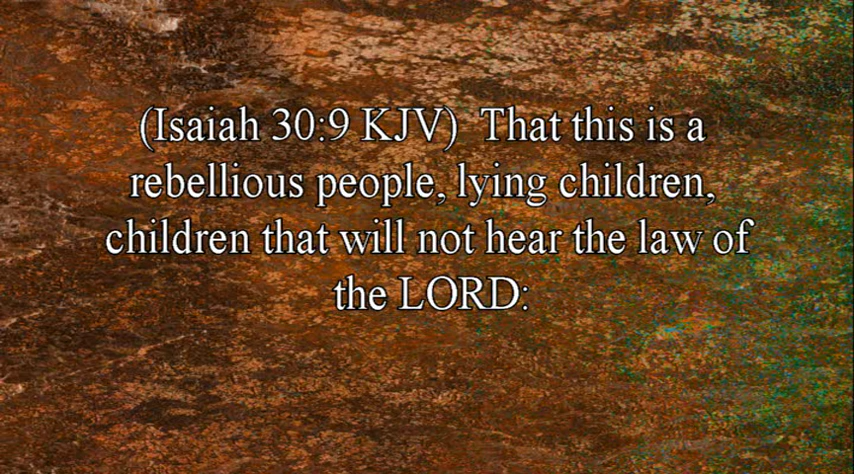 (Isaiah 30:9 KJV)  That this is a
rebellious people, lying children,
children that will not hear the law of
the LORD: